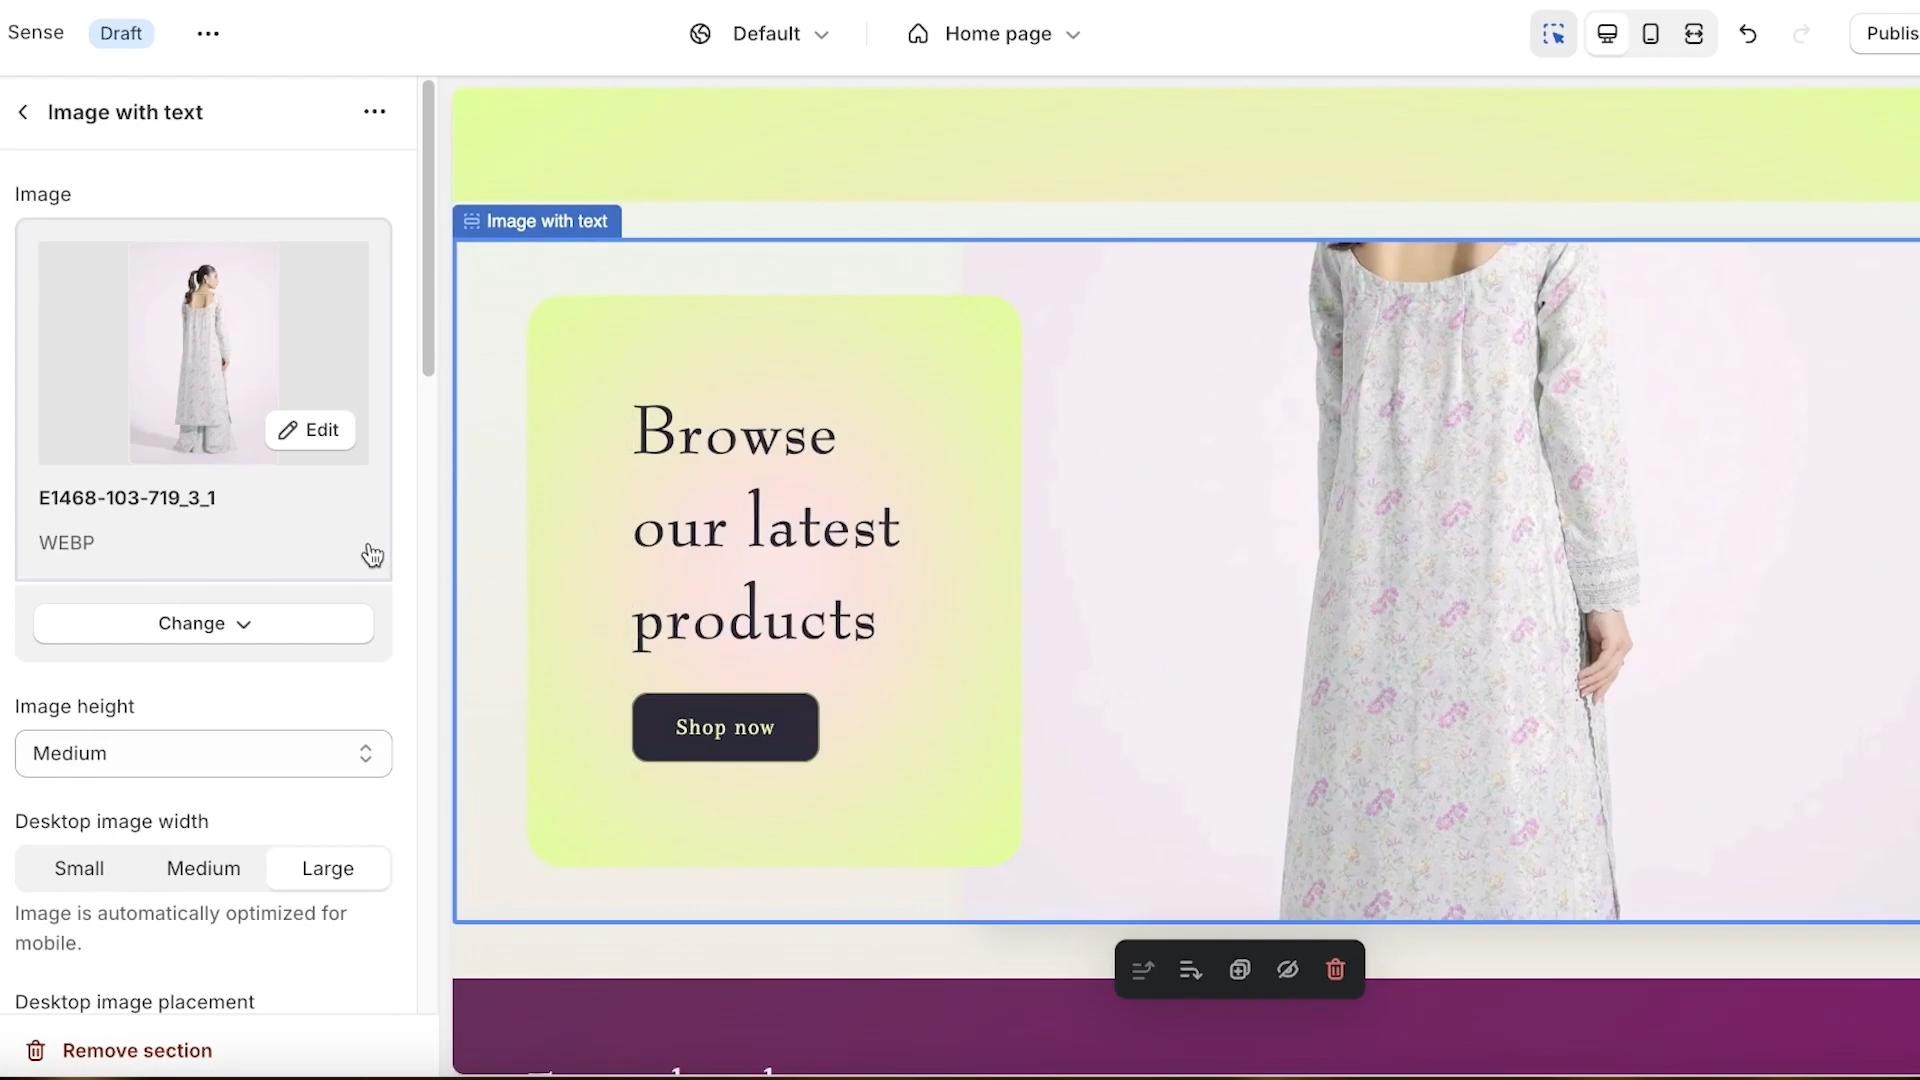 Sense
Draft
Default
Home page
Publis
Image with text
Image
Edit
E1468-103-719_3_1
WEBP
Change
Image height
Medium
Desktop image width
Small
Medium
Large
Image is automatically optimized for
mobile.
Desktop image placement
Remove section
Image with text
Browse
our latest
products
Shop now